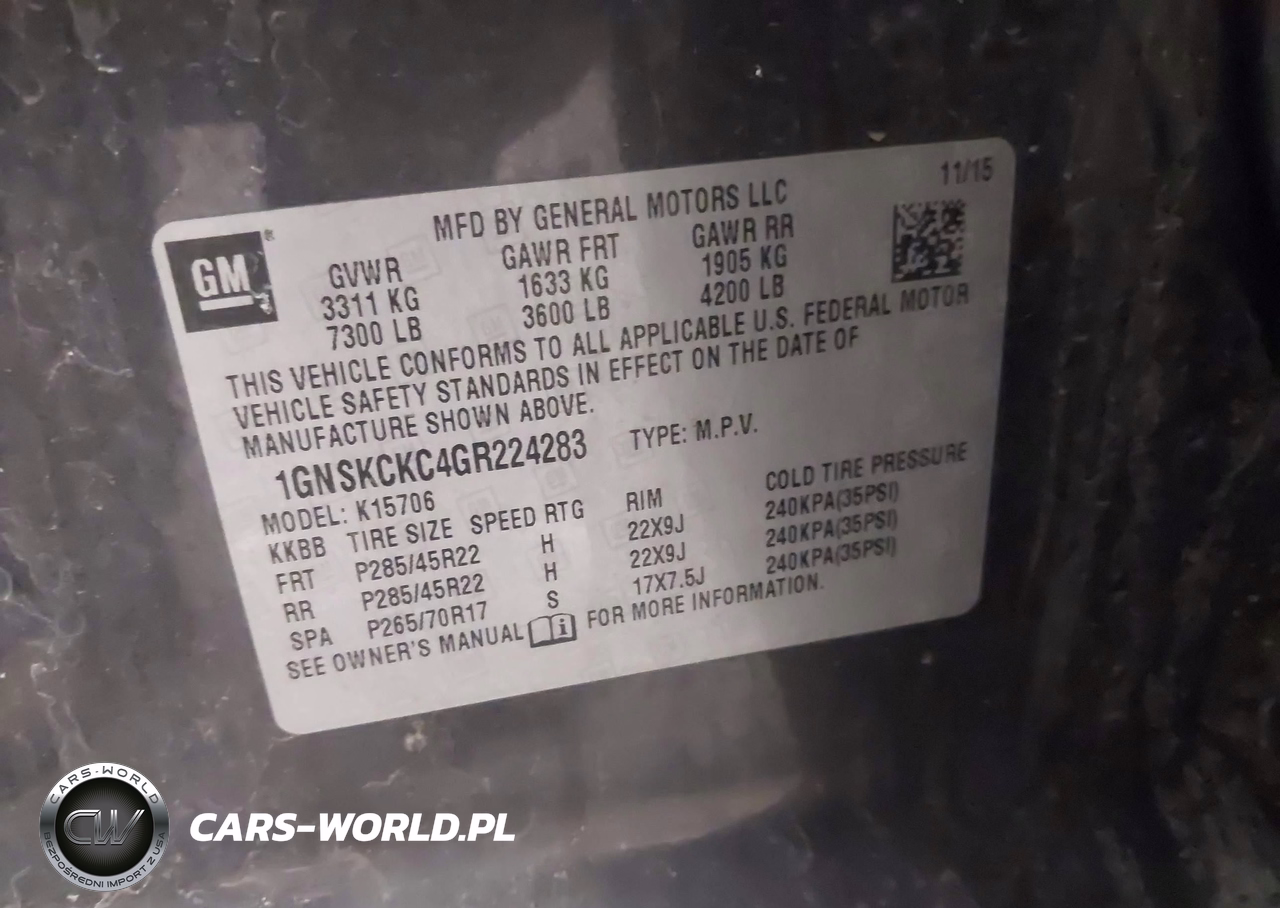 11/15
MFD BY GENERAL MOTORS LLC
GM ®
GVWR GAWR FRT GAWR RR
3311 KG 1633 KG 1905 KG
7300 LB 3600 LB 4200 LB
THIS VEHICLE CONFORMS TO ALL APPLICABLE U.S. FEDERAL MOTOR
VEHICLE SAFETY STANDARDS IN EFFECT ON THE DATE OF
MANUFACTURE SHOWN ABOVE.
1GNSKCKC4GR224283 TYPE: M.P.V.
MODEL: K15706
KKBB TIRE SIZE SPEED RTG RIM COLD TIRE PRESSURE
FRT P285/45R22 H 22X9J 240KPA(35PSI)
RR P285/45R22 H 22X9J 240KPA(35PSI)
SPA P265/70R17 S 17X7.5J 240KPA(35PSI)
SEE OWNER'S MANUAL i FOR MORE INFORMATION.
CARS-WORLD
CW
BEZPOŚREDNI IMPORT Z USA
CARS-WORLD.PL